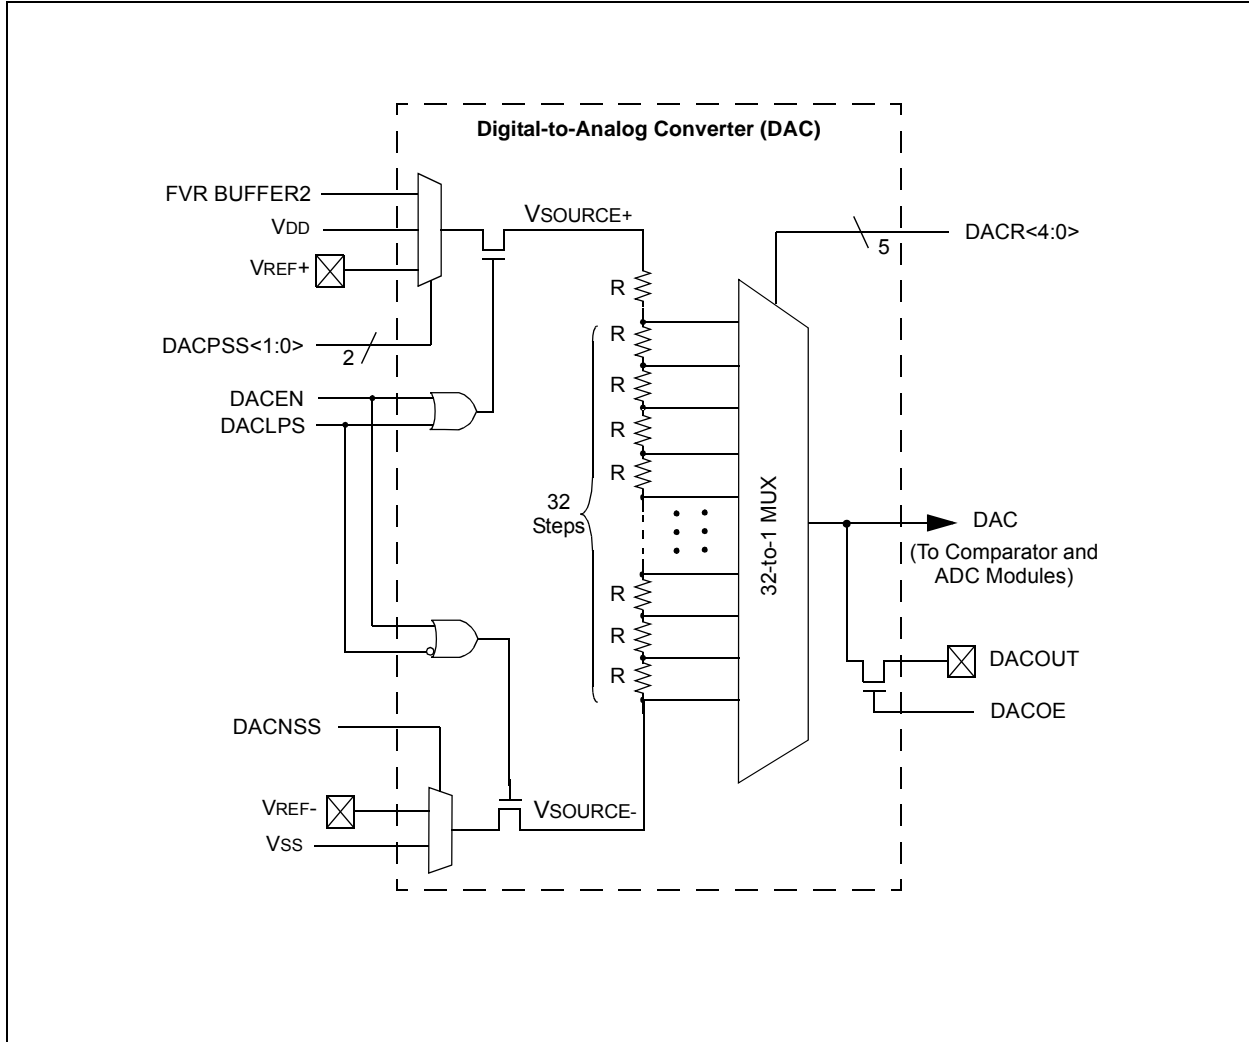 Digital-to-Analog Converter (DAC)
FVR BUFFER2
VDD
VREF+
DACPSS<1:0>
2
DACEN
DACLPS
VSOURCE+
R
R
R
R
R
32
Steps
R
R
R
32-to-1 MUX
5
DACR<4:0>
DAC
(To Comparator and
ADC Modules)
DACOUT
DACOE
DACNSS
VREF-
VSS
VSOURCE-